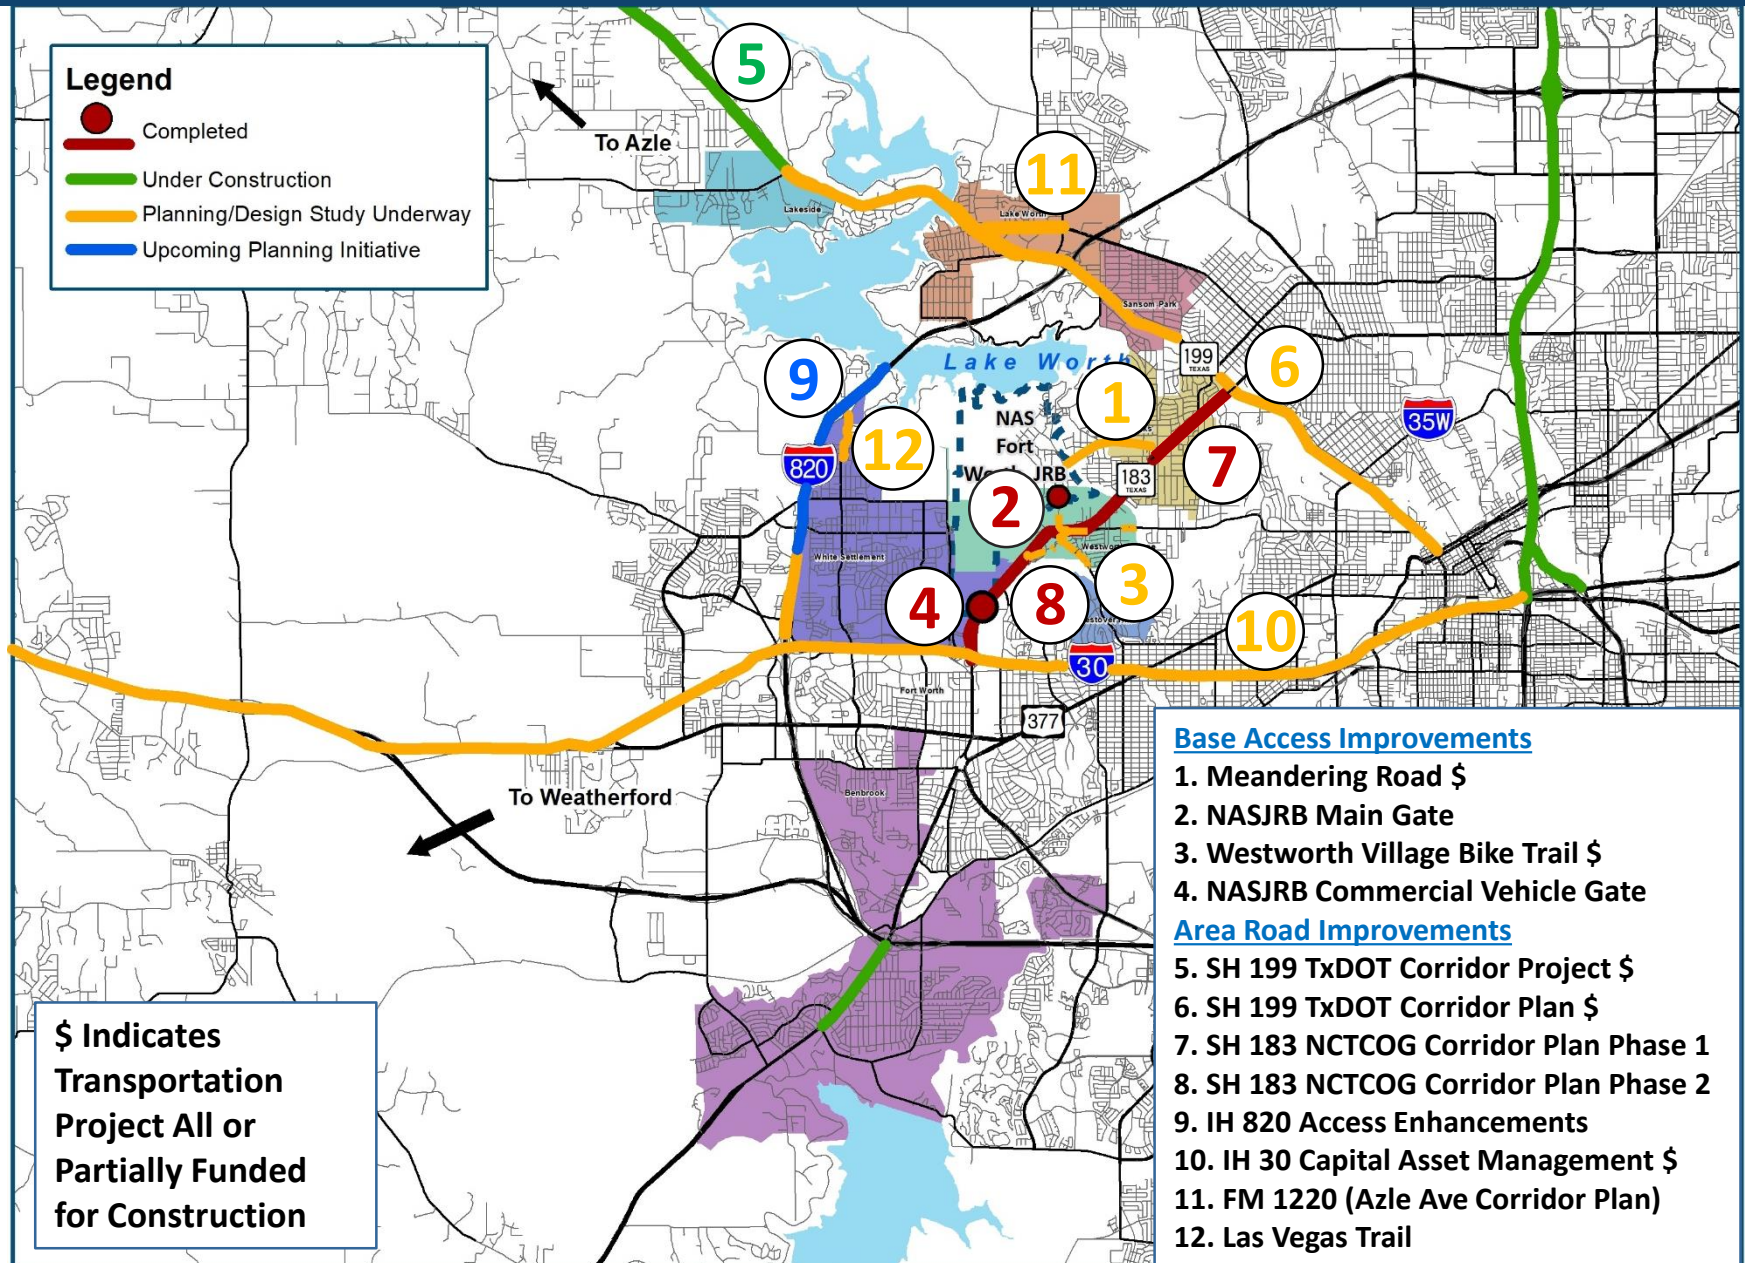 Legend
Completed
Under Construction
Planning/Design Study Underway
Upcoming Planning Initiative
5
To Azle
11
Lakeside
Lake Worth
Sansom Park
199
TEXAS
6
Lake Worth
9
1
35W
NAS
Fort
Worth JRB
12
820
7
183
TEXAS
2
White Settlement
3
4
8
10
30
Fort Worth
377
To Weatherford
Benbrook
Base Access Improvements
1. Meandering Road $
2. NASJRB Main Gate
3. Westworth Village Bike Trail $
4. NASJRB Commercial Vehicle Gate
Area Road Improvements
5. SH 199 TxDOT Corridor Project $
6. SH 199 TxDOT Corridor Plan $
7. SH 183 NCTCOG Corridor Plan Phase 1
8. SH 183 NCTCOG Corridor Plan Phase 2
9. IH 820 Access Enhancements
10. IH 30 Capital Asset Management $
11. FM 1220 (Azle Ave Corridor Plan)
12. Las Vegas Trail
$ Indicates
Transportation
Project All or
Partially Funded
for Construction